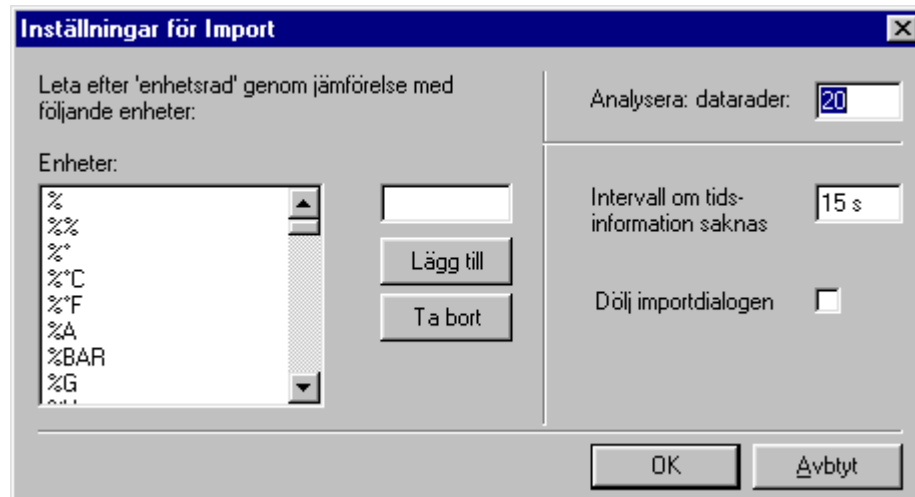 Inställningar för Import
Leta efter 'enhetsrad' genom jämförelse med
följande enheter:
Enheter:
%
%%
%°
%°C
%°F
%A
%BAR
%G
Lägg till
Ta bort
Analysera: datarader:
20
Intervall om tids-
information saknas
15 s
Dölj importdialogen
OK
Avbtyt